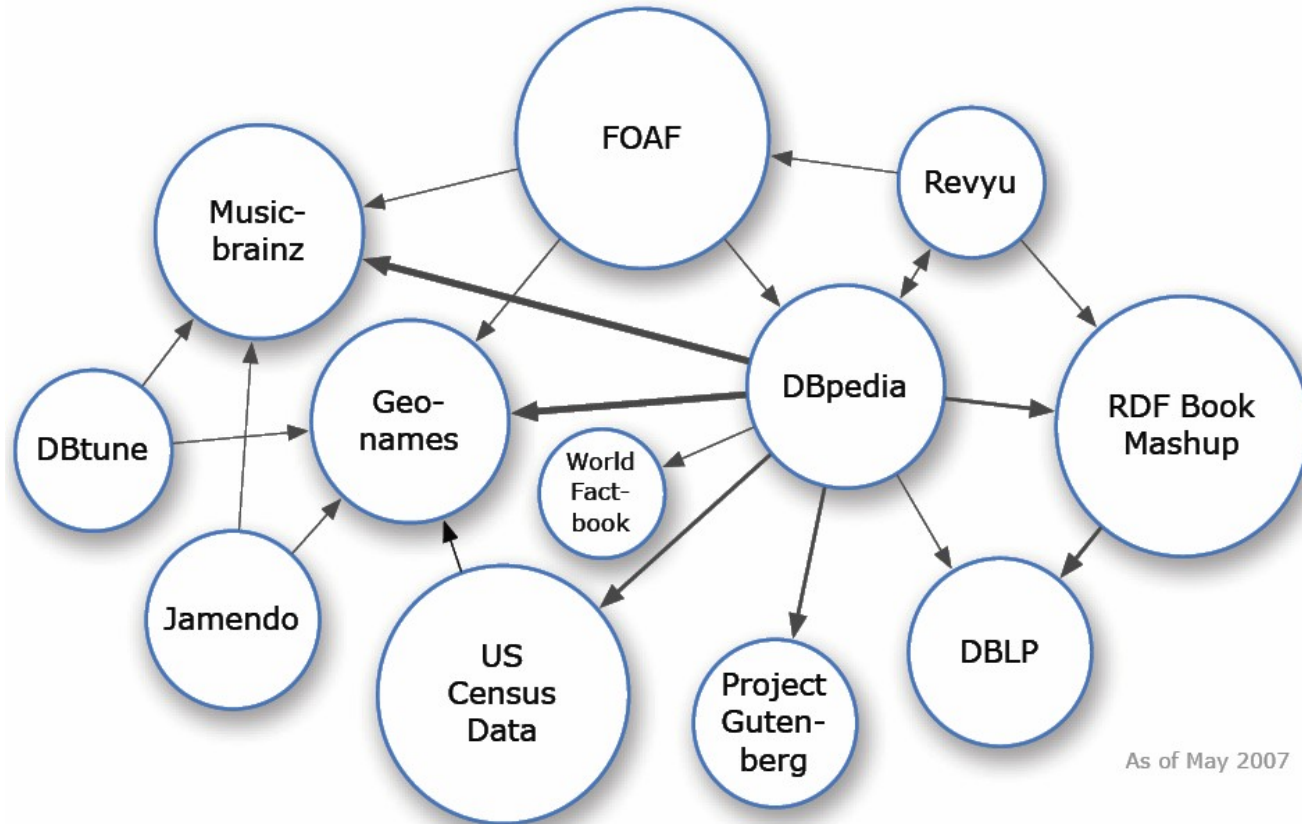 FOAF
Revyu
Music-
brainz
DBpedia
Geo-
names
RDF Book
Mashup
DBtune
World
Fact-
book
Jamendo
US
Census
Data
Project
Guten-
berg
DBLP
As of May 2007